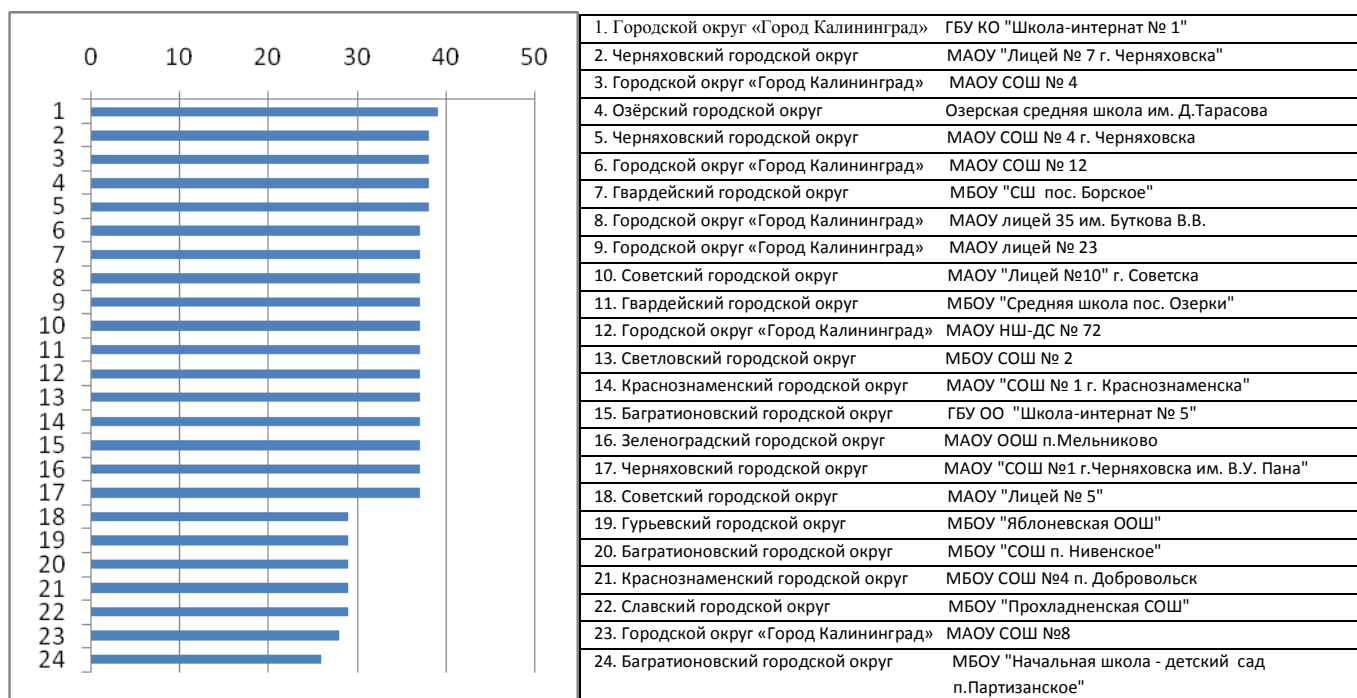 0 10 20 30 40 50
1
2
3
4
5
6
7
8
9
10
11
12
13
14
15
16
17
18
19
20
21
22
23
24
1. Городской округ «Город Калининград» ГБУ КО "Школа-интернат № 1"
2. Черняховский городской округ МАОУ "Лицей № 7 г. Черняховска"
3. Городской округ «Город Калининград» МАОУ СОШ № 4
4. Озёрский городской округ Озерская средняя школа им. Д.Тарасова
5. Черняховский городской округ МАОУ СОШ № 4 г. Черняховска
6. Городской округ «Город Калининград» МАОУ СОШ № 12
7. Гвардейский городской округ МБОУ "СШ пос. Борское"
8. Городской округ «Город Калининград» МАОУ лицей 35 им. Буткова В.В.
9. Городской округ «Город Калининград» МАОУ лицей № 23
10. Советский городской округ МАОУ "Лицей №10" г. Советска
11. Гвардейский городской округ МБОУ "Средняя школа пос. Озерки"
12. Городской округ «Город Калининград» МАОУ НШ-ДС № 72
13. Светловский городской округ МБОУ СОШ № 2
14. Краснознаменский городской округ МАОУ "СОШ № 1 г. Краснознаменска"
15. Багратионовский городской округ ГБУ ОО "Школа-интернат № 5"
16. Зеленоградский городской округ МАОУ ООШ п.Мельниково
17. Черняховский городской округ МАОУ "СОШ №1 г.Черняховска им. В.У. Пана"
18. Советский городской округ МАОУ "Лицей № 5"
19. Гурьевский городской округ МБОУ "Яблоневская ООШ"
20. Багратионовский городской округ МБОУ "СОШ п. Нивенское"
21. Краснознаменский городской округ МБОУ СОШ №4 п. Добровольск
22. Славский городской округ МБОУ "Прохладненская СОШ"
23. Городской округ «Город Калининград» МАОУ СОШ №8
24. Багратионовский городской округ МБОУ "Начальная школа - детский сад
п.Партизанское"